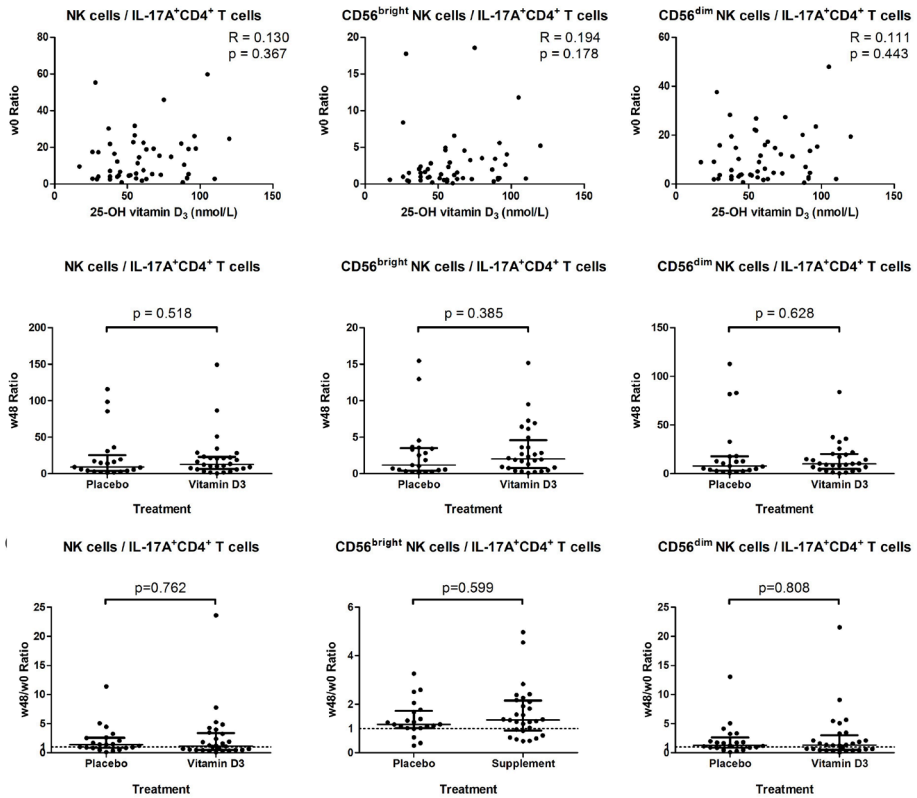 NK cells / IL-17A⁺CD4⁺ T cells
R = 0.130
p = 0.367
80
60
40
20
0
w0 Ratio
0 50 100 150
25-OH vitamin D₃ (nmol/L)
CD56ᵇʳⁱᵍʰᵗ NK cells / IL-17A⁺CD4⁺ T cells
R = 0.194
p = 0.178
20
15
10
5
0
w0 Ratio
0 50 100 150
25-OH vitamin D₃ (nmol/L)
CD56ᵈⁱᵐ NK cells / IL-17A⁺CD4⁺ T cells
R = 0.111
p = 0.443
60
40
20
0
w0 Ratio
0 50 100 150
25-OH vitamin D₃ (nmol/L)
NK cells / IL-17A⁺CD4⁺ T cells
p = 0.518
200
150
100
50
0
w48 Ratio
Placebo Vitamin D3
Treatment
CD56ᵇʳⁱᵍʰᵗ NK cells / IL-17A⁺CD4⁺ T cells
p = 0.385
20
15
10
5
0
w48 Ratio
Placebo Vitamin D3
Treatment
CD56ᵈⁱᵐ NK cells / IL-17A⁺CD4⁺ T cells
p = 0.628
150
100
50
0
w48 Ratio
Placebo Vitamin D3
Treatment
NK cells / IL-17A⁺CD4⁺ T cells
p=0.762
25
20
15
10
5
0
w48/w0 Ratio
Placebo Vitamin D3
Treatment
CD56ᵇʳⁱᵍʰᵗ NK cells / IL-17A⁺CD4⁺ T cells
p=0.599
6
4
2
1
0
w48/w0 Ratio
Placebo Supplement
Treatment
CD56ᵈⁱᵐ NK cells / IL-17A⁺CD4⁺ T cells
p=0.808
25
20
15
10
5
0
w48/w0 Ratio
Placebo Vitamin D3
Treatment